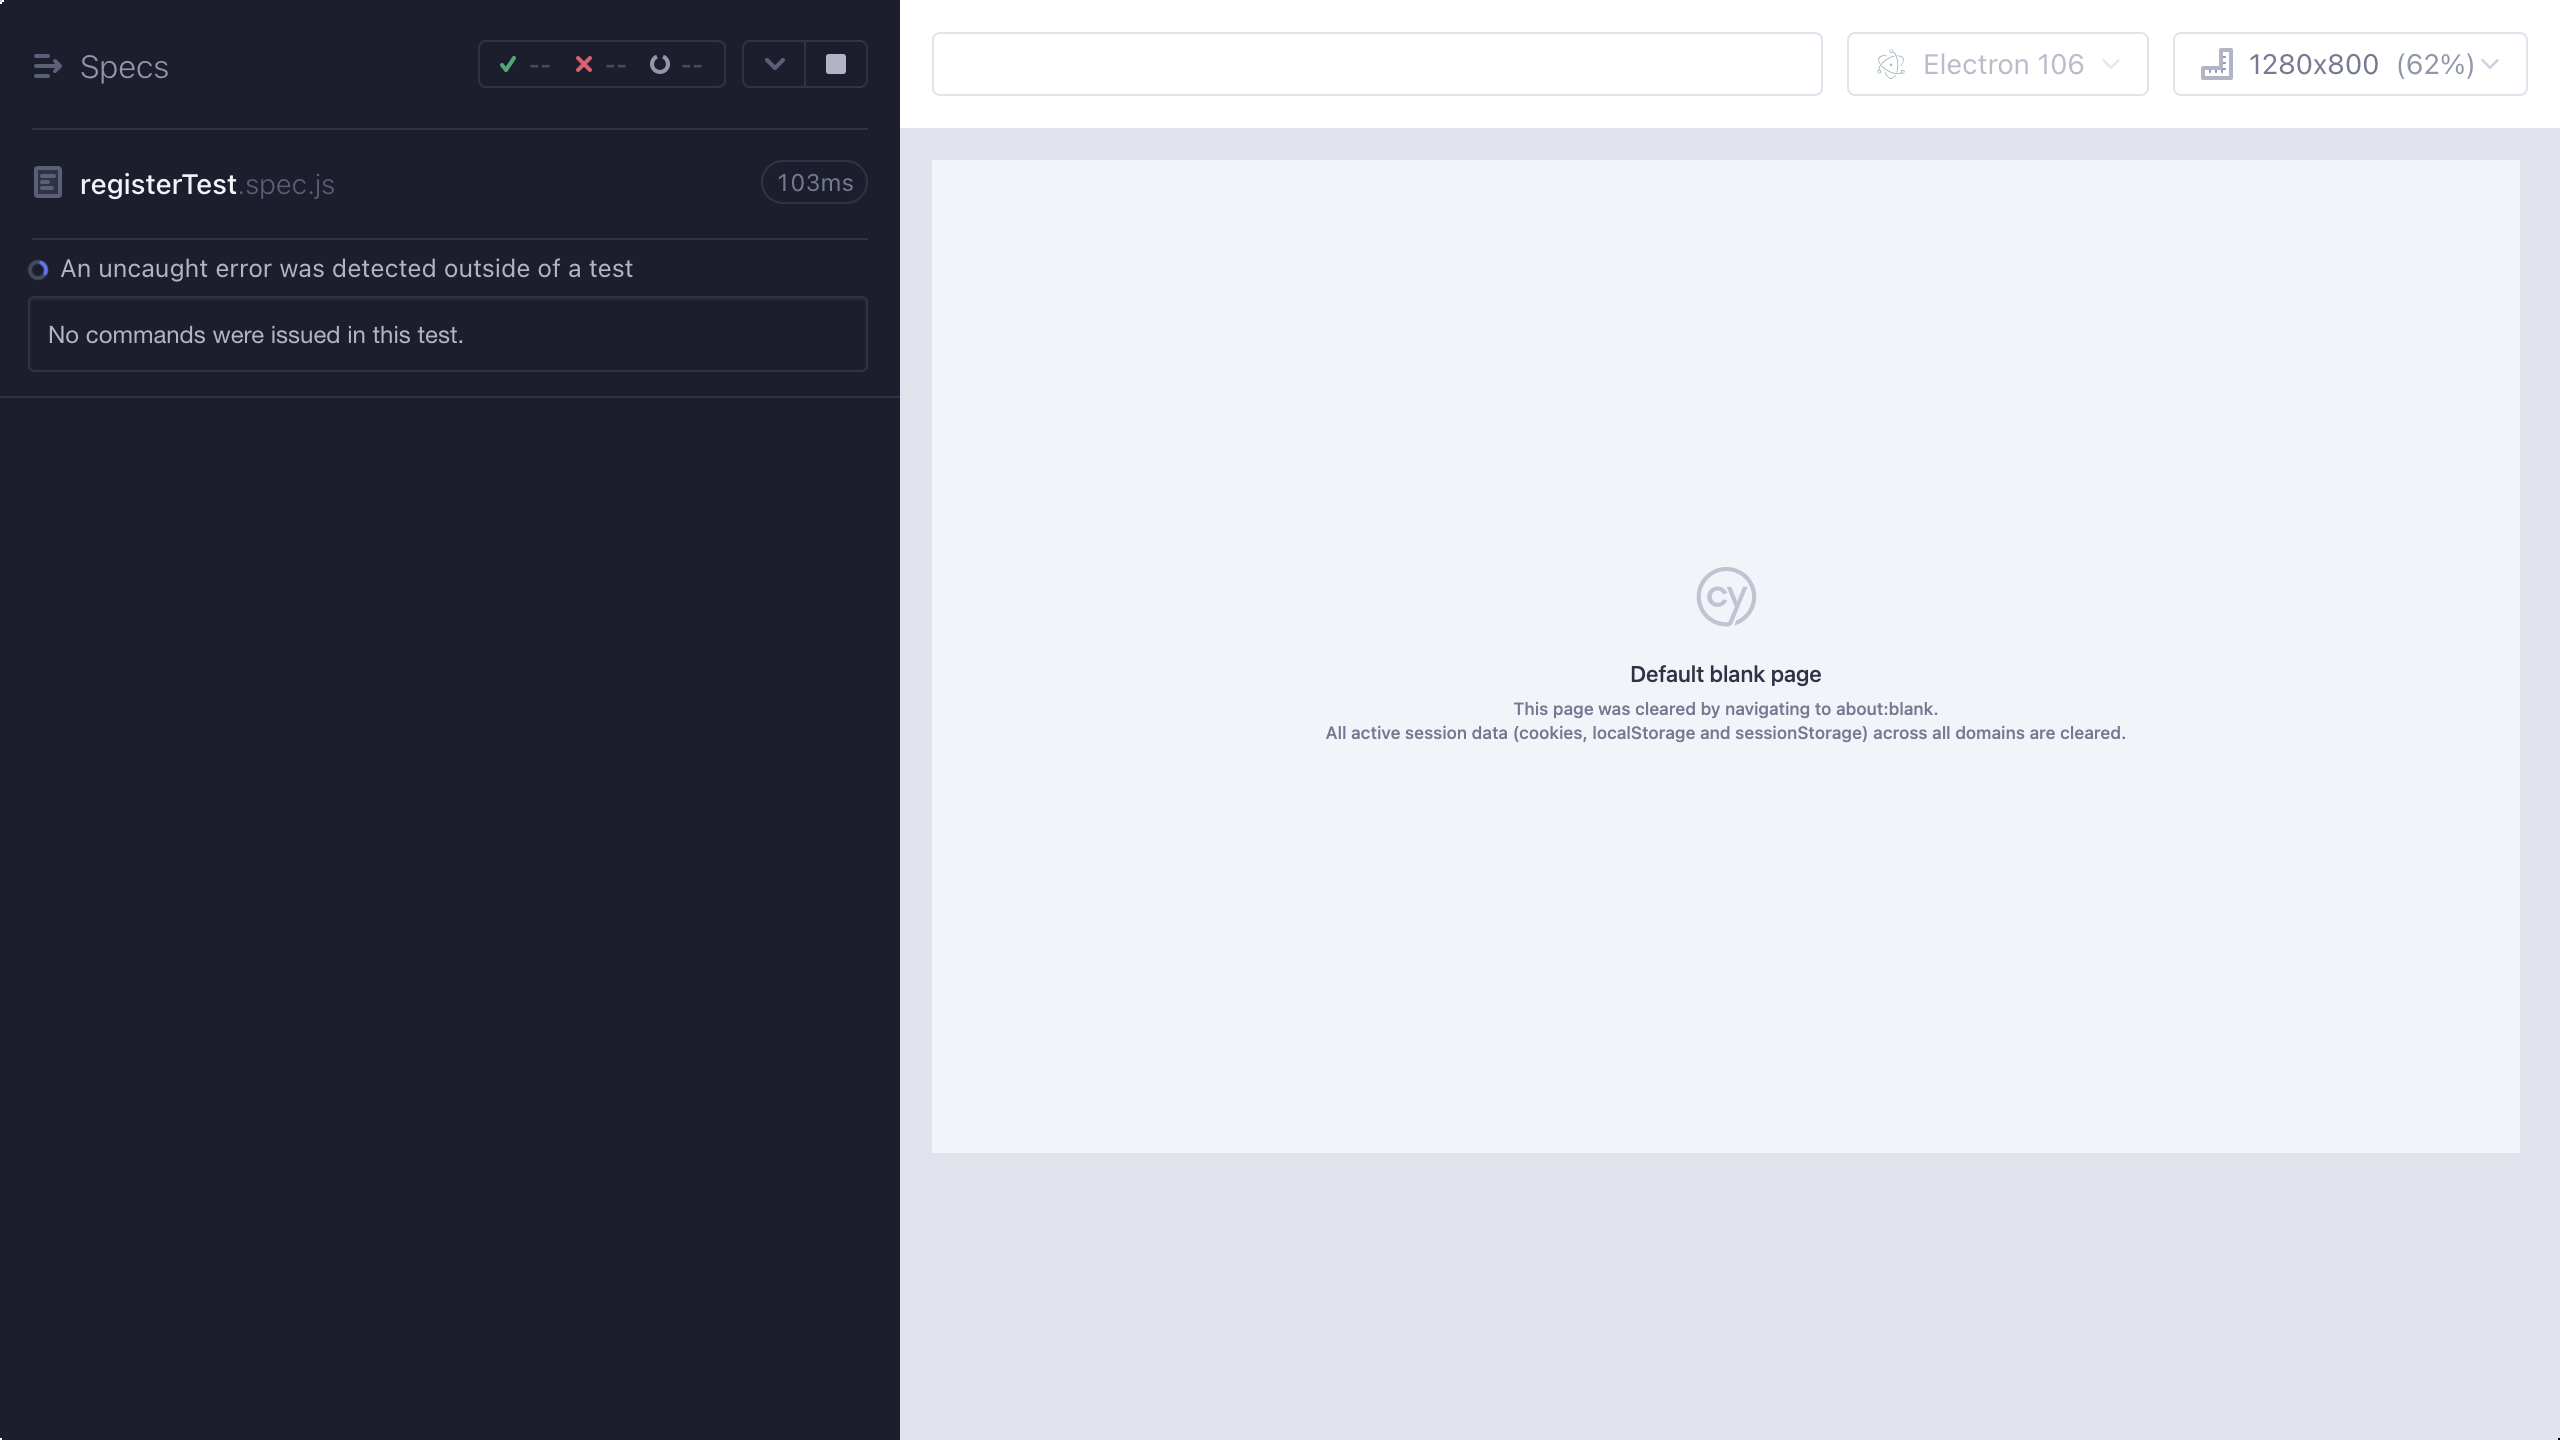 Specs
--
--
--
registerTest.spec.js
103ms
An uncaught error was detected outside of a test
No commands were issued in this test.
Electron 106
1280x800 (62%)
cy
Default blank page
This page was cleared by navigating to about:blank.
All active session data (cookies, localStorage and sessionStorage) across all domains are cleared.